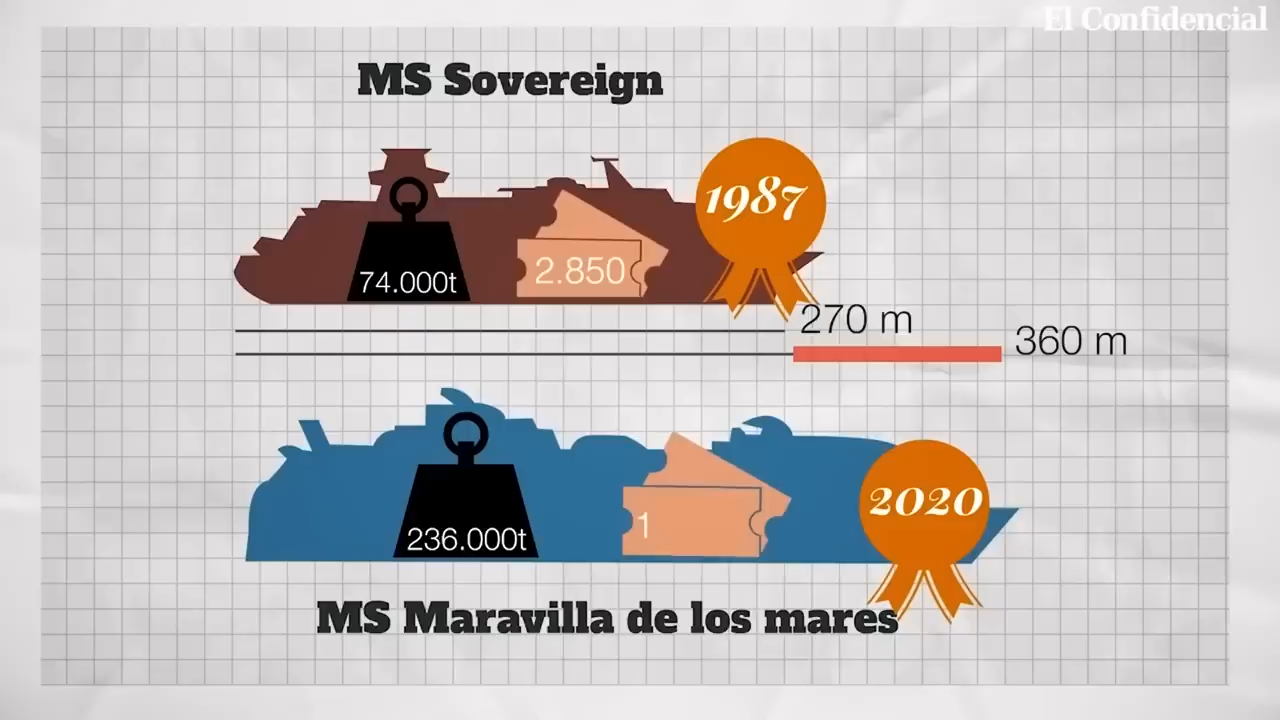 El Confidencial
MS Sovereign
1987
74.000t
2.850
270 m
360 m
2020
236.000t
1
MS Maravilla de los mares